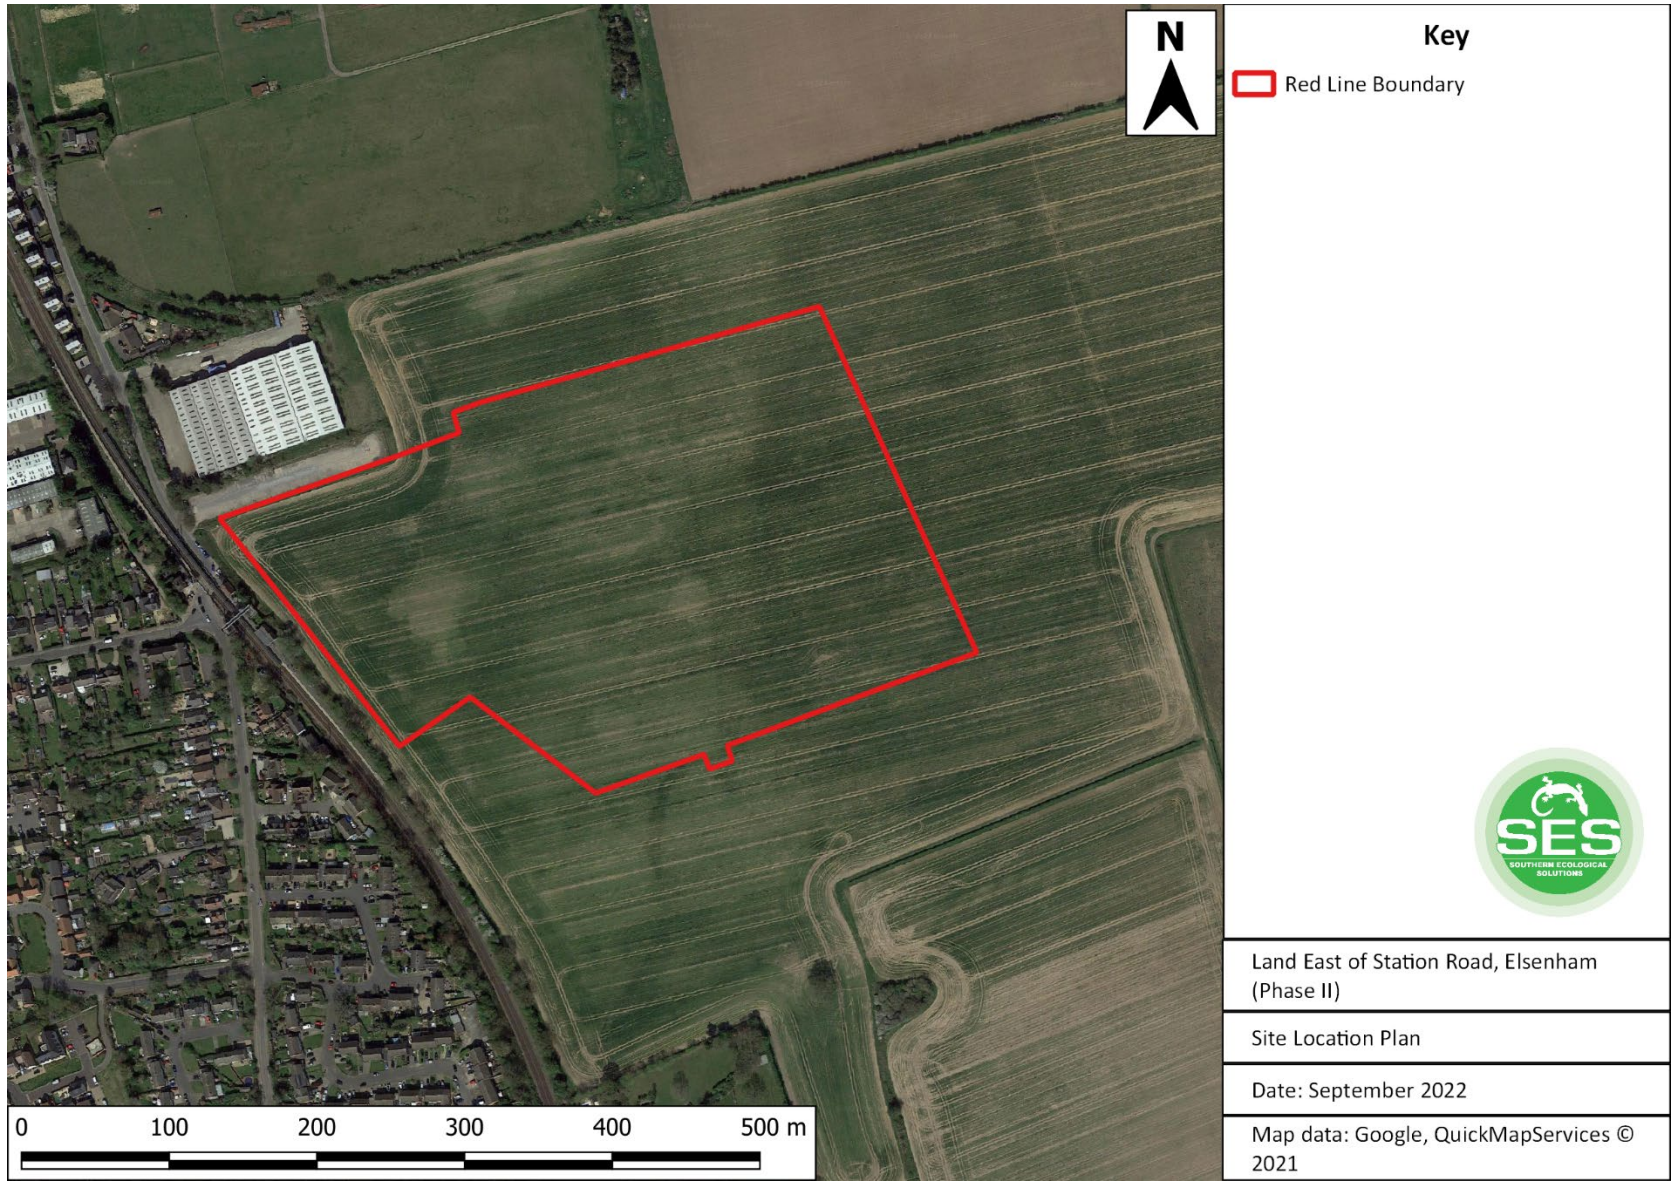 N
Key
Red Line Boundary
SES
SOUTHERN ECOLOGICAL
SOLUTIONS
Land East of Station Road, Elsenham
(Phase II)
Site Location Plan
Date: September 2022
Map data: Google, QuickMapServices ©
2021
0 100 200 300 400 500 m